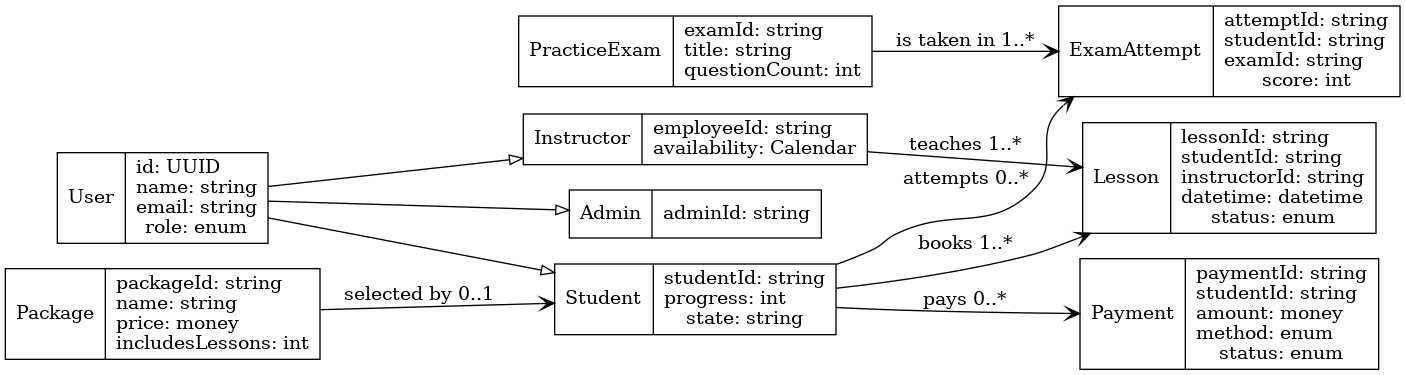 PracticeExam
examId: string
title: string
questionCount: int
is taken in 1..*
ExamAttempt
attemptId: string
studentId: string
examId: string
score: int
Instructor
employeeId: string
availability: Calendar
teaches 1..*
Lesson
lessonId: string
studentId: string
instructorId: string
datetime: datetime
status: enum
User
id: UUID
name: string
email: string
role: enum
Admin
adminId: string
attempts 0..*
books 1..*
Package
packageId: string
name: string
price: money
includesLessons: int
selected by 0..1
Student
studentId: string
progress: int
state: string
pays 0..*
Payment
paymentId: string
studentId: string
amount: money
method: enum
status: enum